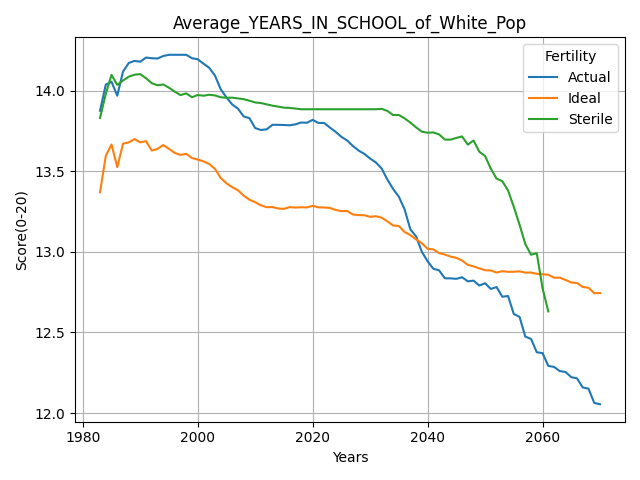 Average_YEARS_IN_SCHOOL_of_White_Pop
Fertility
Actual
Ideal
Sterile
Score(0-20)
14.0
13.5
13.0
12.5
12.0
1980
2000
2020
2040
2060
Years